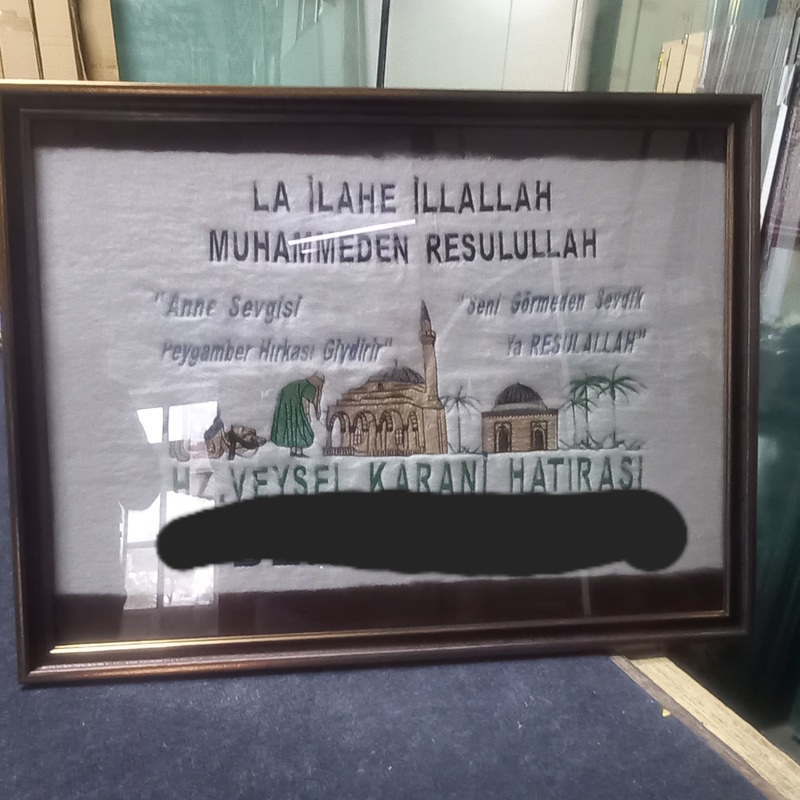 LA İLAHE İLLALLAH
MUHAMMEDEN RESULULLAH
"Anne Sevgisi
Peygamber Hırkası Giydirir"
"Seni Görmeden Sevdik
Ya RESULALLAH"
HZ.VEYSEL KARANİ HATIRASI